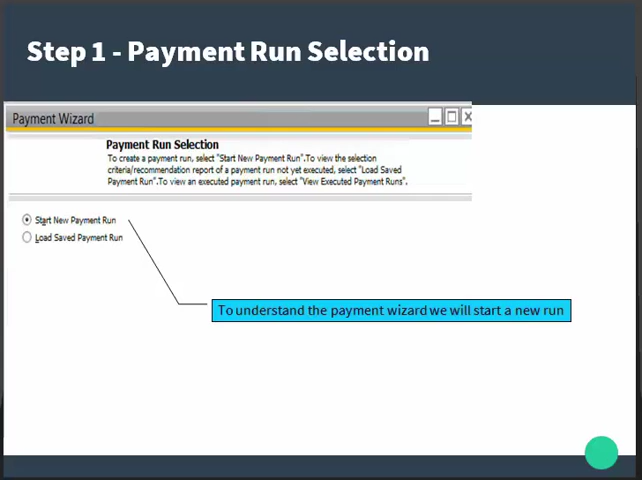 Step 1 - Payment Run Selection
Payment Wizard
Payment Run Selection
To create a payment run, select "Start New Payment Run".To view the selection
criteria/recommendation report of a payment run not yet executed, select "Load Saved
Payment Run".To view an executed payment run, select "View Executed Payment Runs".
Start New Payment Run
Load Saved Payment Run
To understand the payment wizard we will start a new run